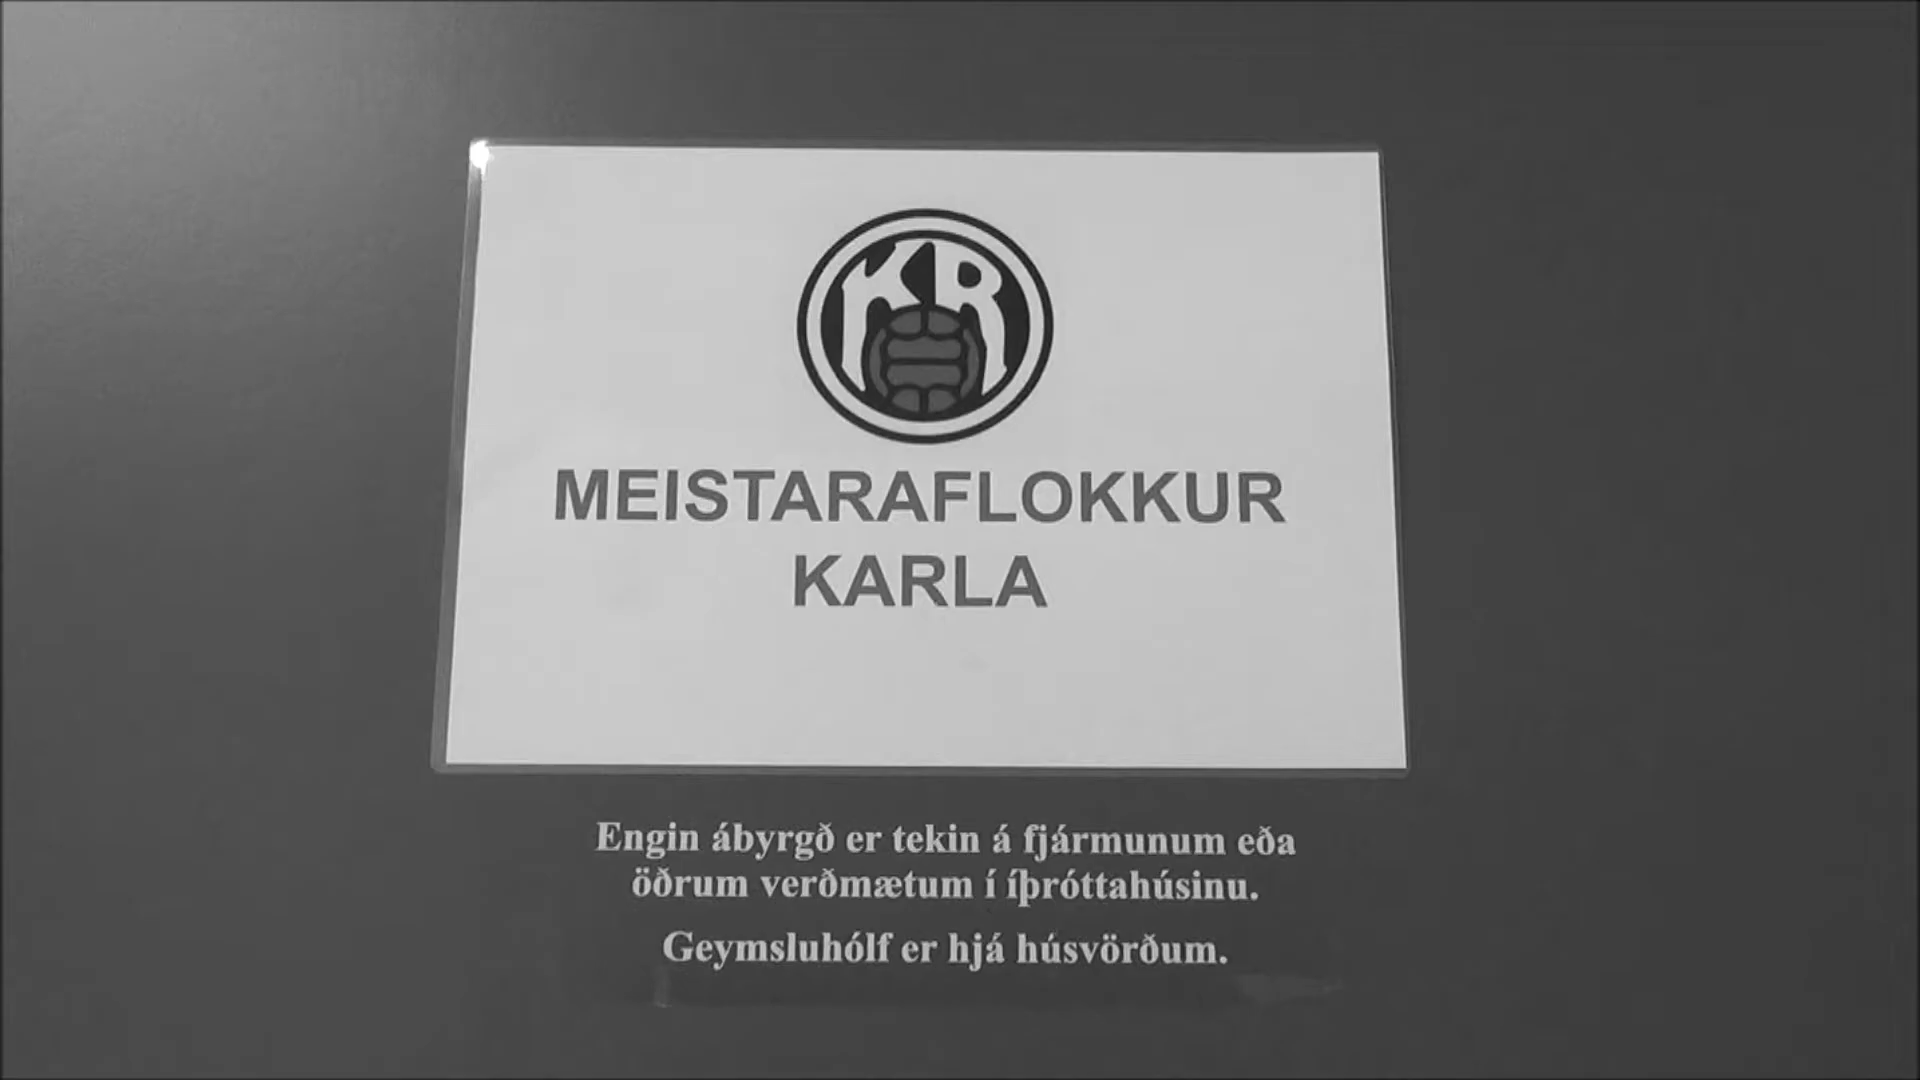 KR
MEISTARAFLOKKUR
KARLA
Engin ábyrgð er tekin á fjármunum eða
öðrum verðmætum í íþróttahúsinu.
Geymsluhólf er hjá húsvörðum.